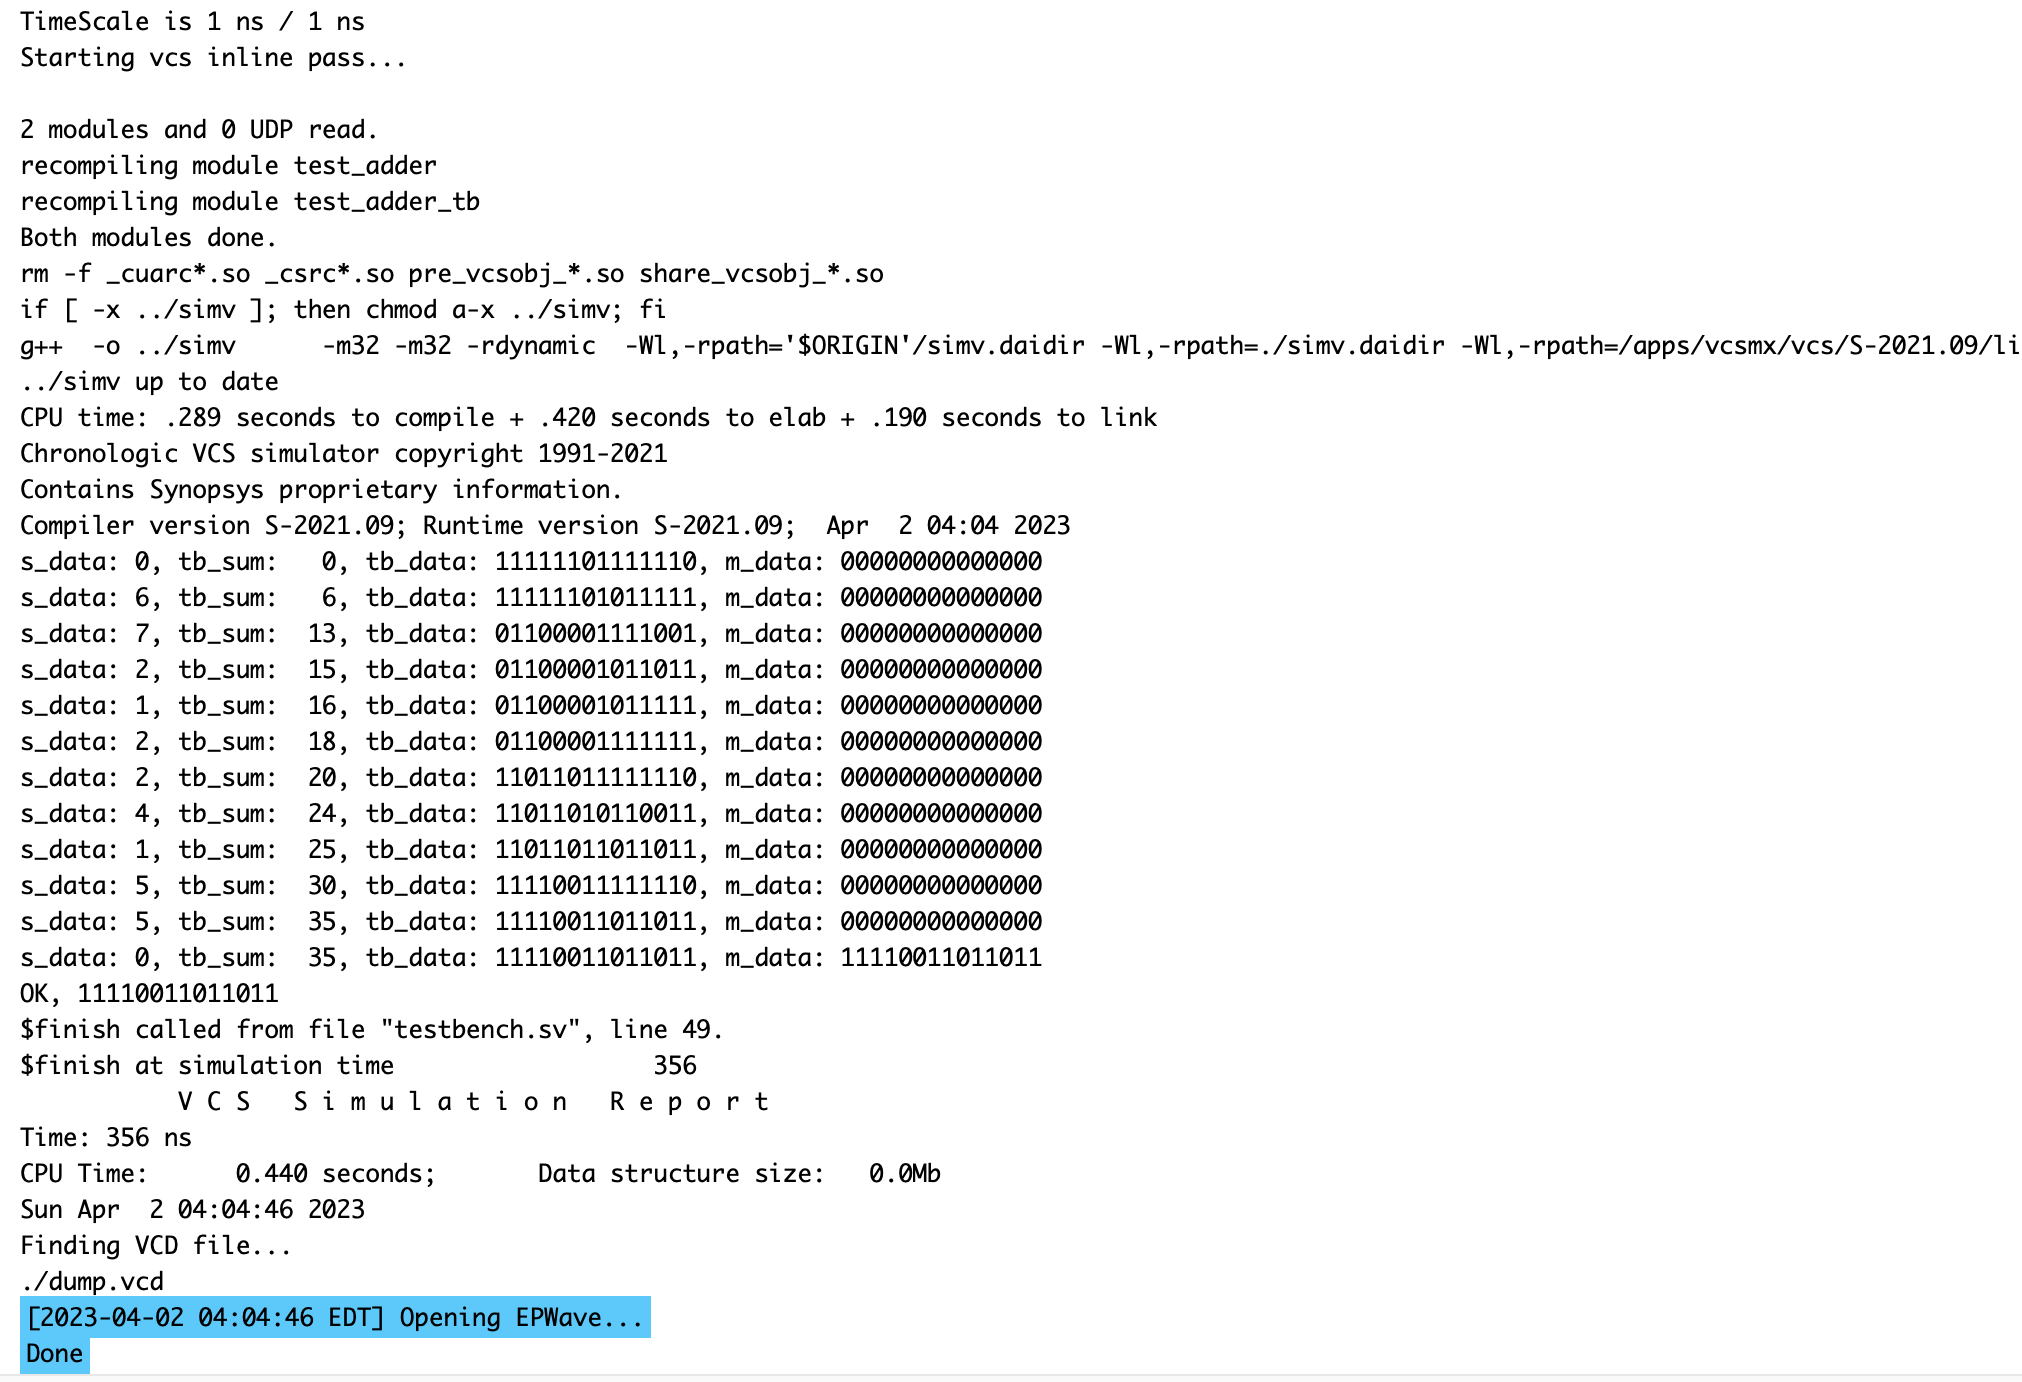 TimeScale is 1 ns / 1 ns
Starting vcs inline pass...
2 modules and 0 UDP read.
recompiling module test_adder
recompiling module test_adder_tb
Both modules done.
rm -f _cuarc*.so _csrc*.so pre_vcsobj_*.so share_vcsobj_*.so
if [ -x ../simv ]; then chmod a-x ../simv; fi
g++  -o ../simv      -m32 -m32 -rdynamic  -Wl,-rpath='$ORIGIN'/simv.daidir -Wl,-rpath=./simv.daidir -Wl,-rpath=/apps/vcsmx/vcs/S-2021.09/li
../simv up to date
CPU time: .289 seconds to compile + .420 seconds to elab + .190 seconds to link
Chronologic VCS simulator copyright 1991-2021
Contains Synopsys proprietary information.
Compiler version S-2021.09; Runtime version S-2021.09;  Apr  2 04:04 2023
s_data: 0, tb_sum:   0, tb_data: 11111101111110, m_data: 00000000000000
s_data: 6, tb_sum:   6, tb_data: 11111101011111, m_data: 00000000000000
s_data: 7, tb_sum:  13, tb_data: 01100001111001, m_data: 00000000000000
s_data: 2, tb_sum:  15, tb_data: 01100001011011, m_data: 00000000000000
s_data: 1, tb_sum:  16, tb_data: 01100001011111, m_data: 00000000000000
s_data: 2, tb_sum:  18, tb_data: 01100001111111, m_data: 00000000000000
s_data: 2, tb_sum:  20, tb_data: 11011011111110, m_data: 00000000000000
s_data: 4, tb_sum:  24, tb_data: 11011010110011, m_data: 00000000000000
s_data: 1, tb_sum:  25, tb_data: 11011011011011, m_data: 00000000000000
s_data: 5, tb_sum:  30, tb_data: 11110011111110, m_data: 00000000000000
s_data: 5, tb_sum:  35, tb_data: 11110011011011, m_data: 00000000000000
s_data: 0, tb_sum:  35, tb_data: 11110011011011, m_data: 11110011011011
OK, 11110011011011
$finish called from file "testbench.sv", line 49.
$finish at simulation time                  356
           V C S   S i m u l a t i o n   R e p o r t
Time: 356 ns
CPU Time:      0.440 seconds;       Data structure size:   0.0Mb
Sun Apr  2 04:04:46 2023
Finding VCD file...
./dump.vcd
[2023-04-02 04:04:46 EDT] Opening EPWave...
Done